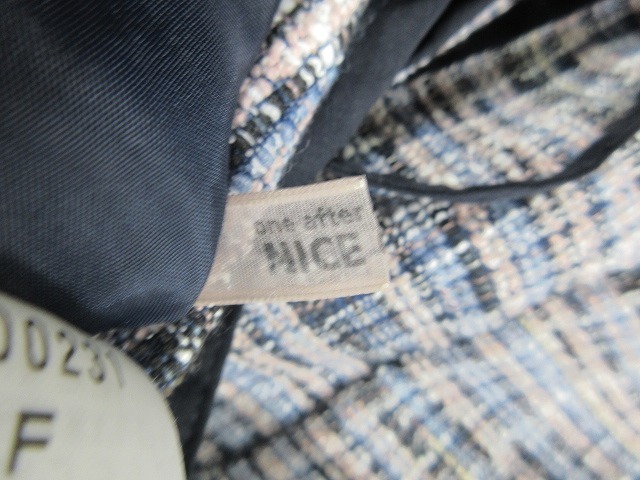 one after
NICE
00231
F